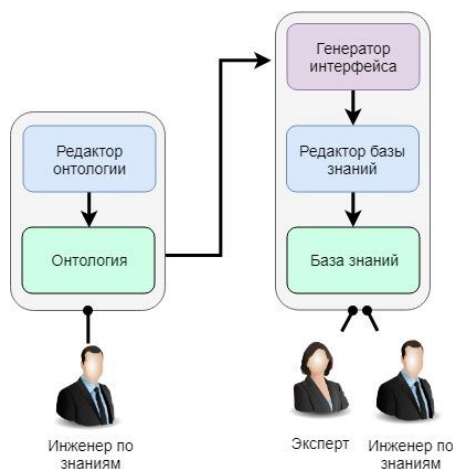 Генератор
интерфейса
Редактор
онтологии
Редактор базы
знаний
Онтология
База знаний
Инженер по
знаниям
Эксперт
Инженер по
знаниям